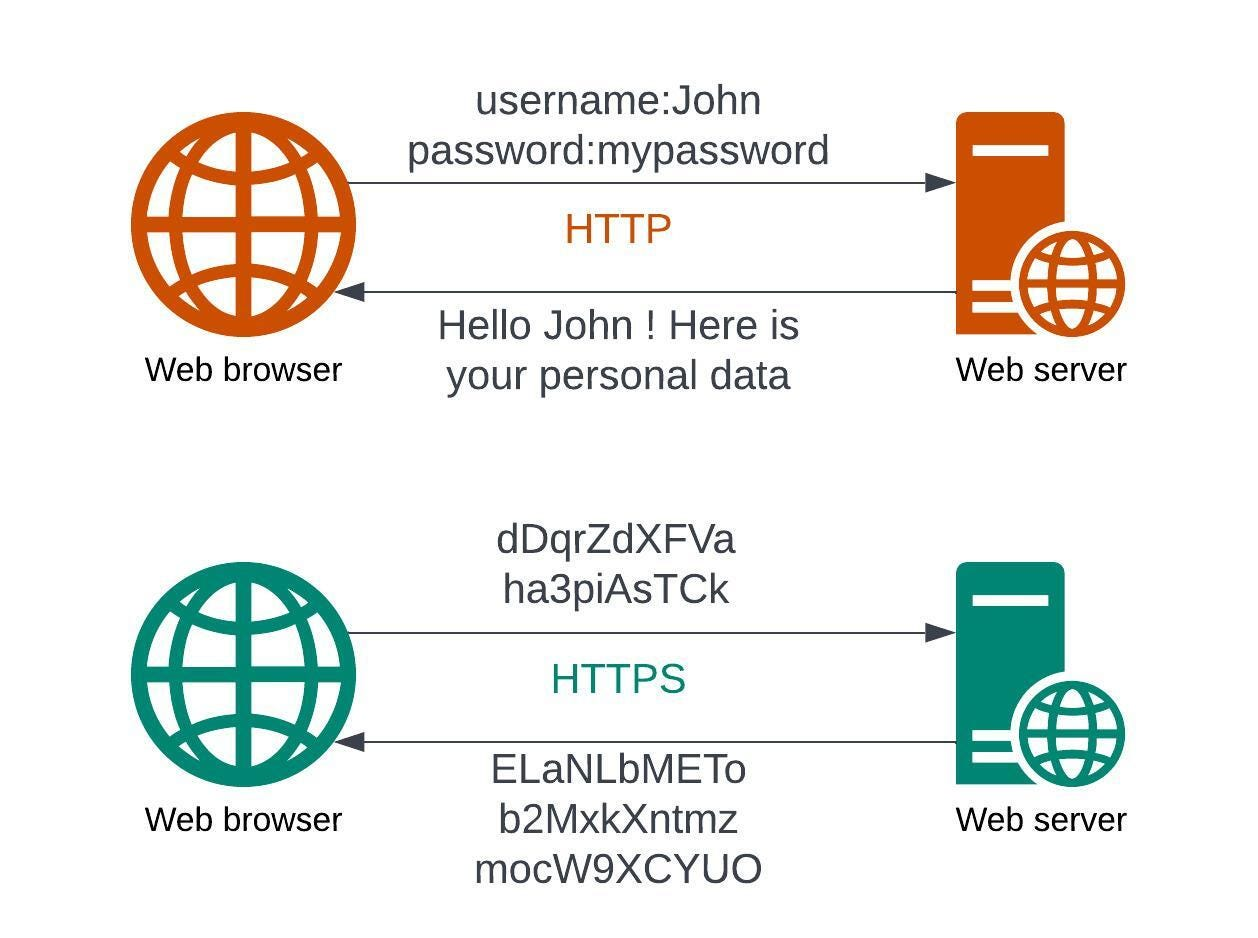 username:John
password:mypassword
HTTP
Hello John ! Here is
your personal data
Web browser
Web server
dDqrZdXFVa
ha3piAsTCk
HTTPS
ELaNLbMETo
b2MxkXntmz
mocW9XCYUO
Web browser
Web server